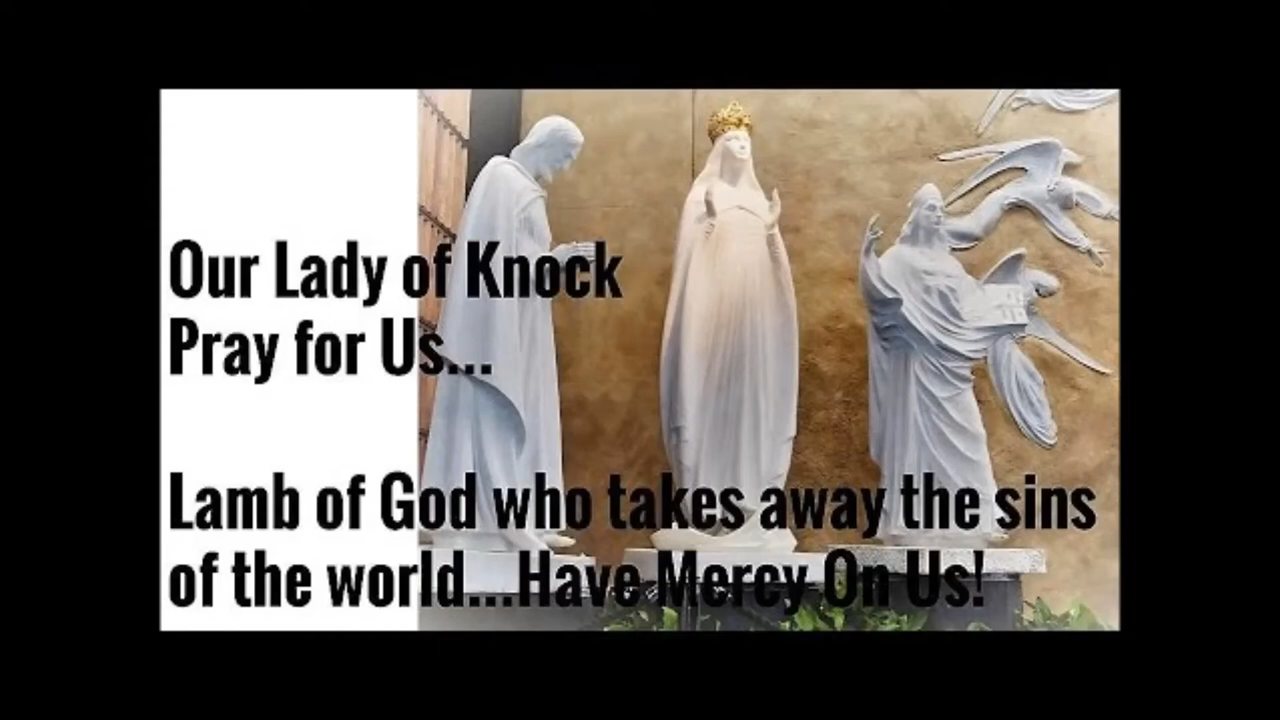 Our Lady of Knock
Pray for Us...
Lamb of God who takes away the sins
of the world...Have Mercy On Us!